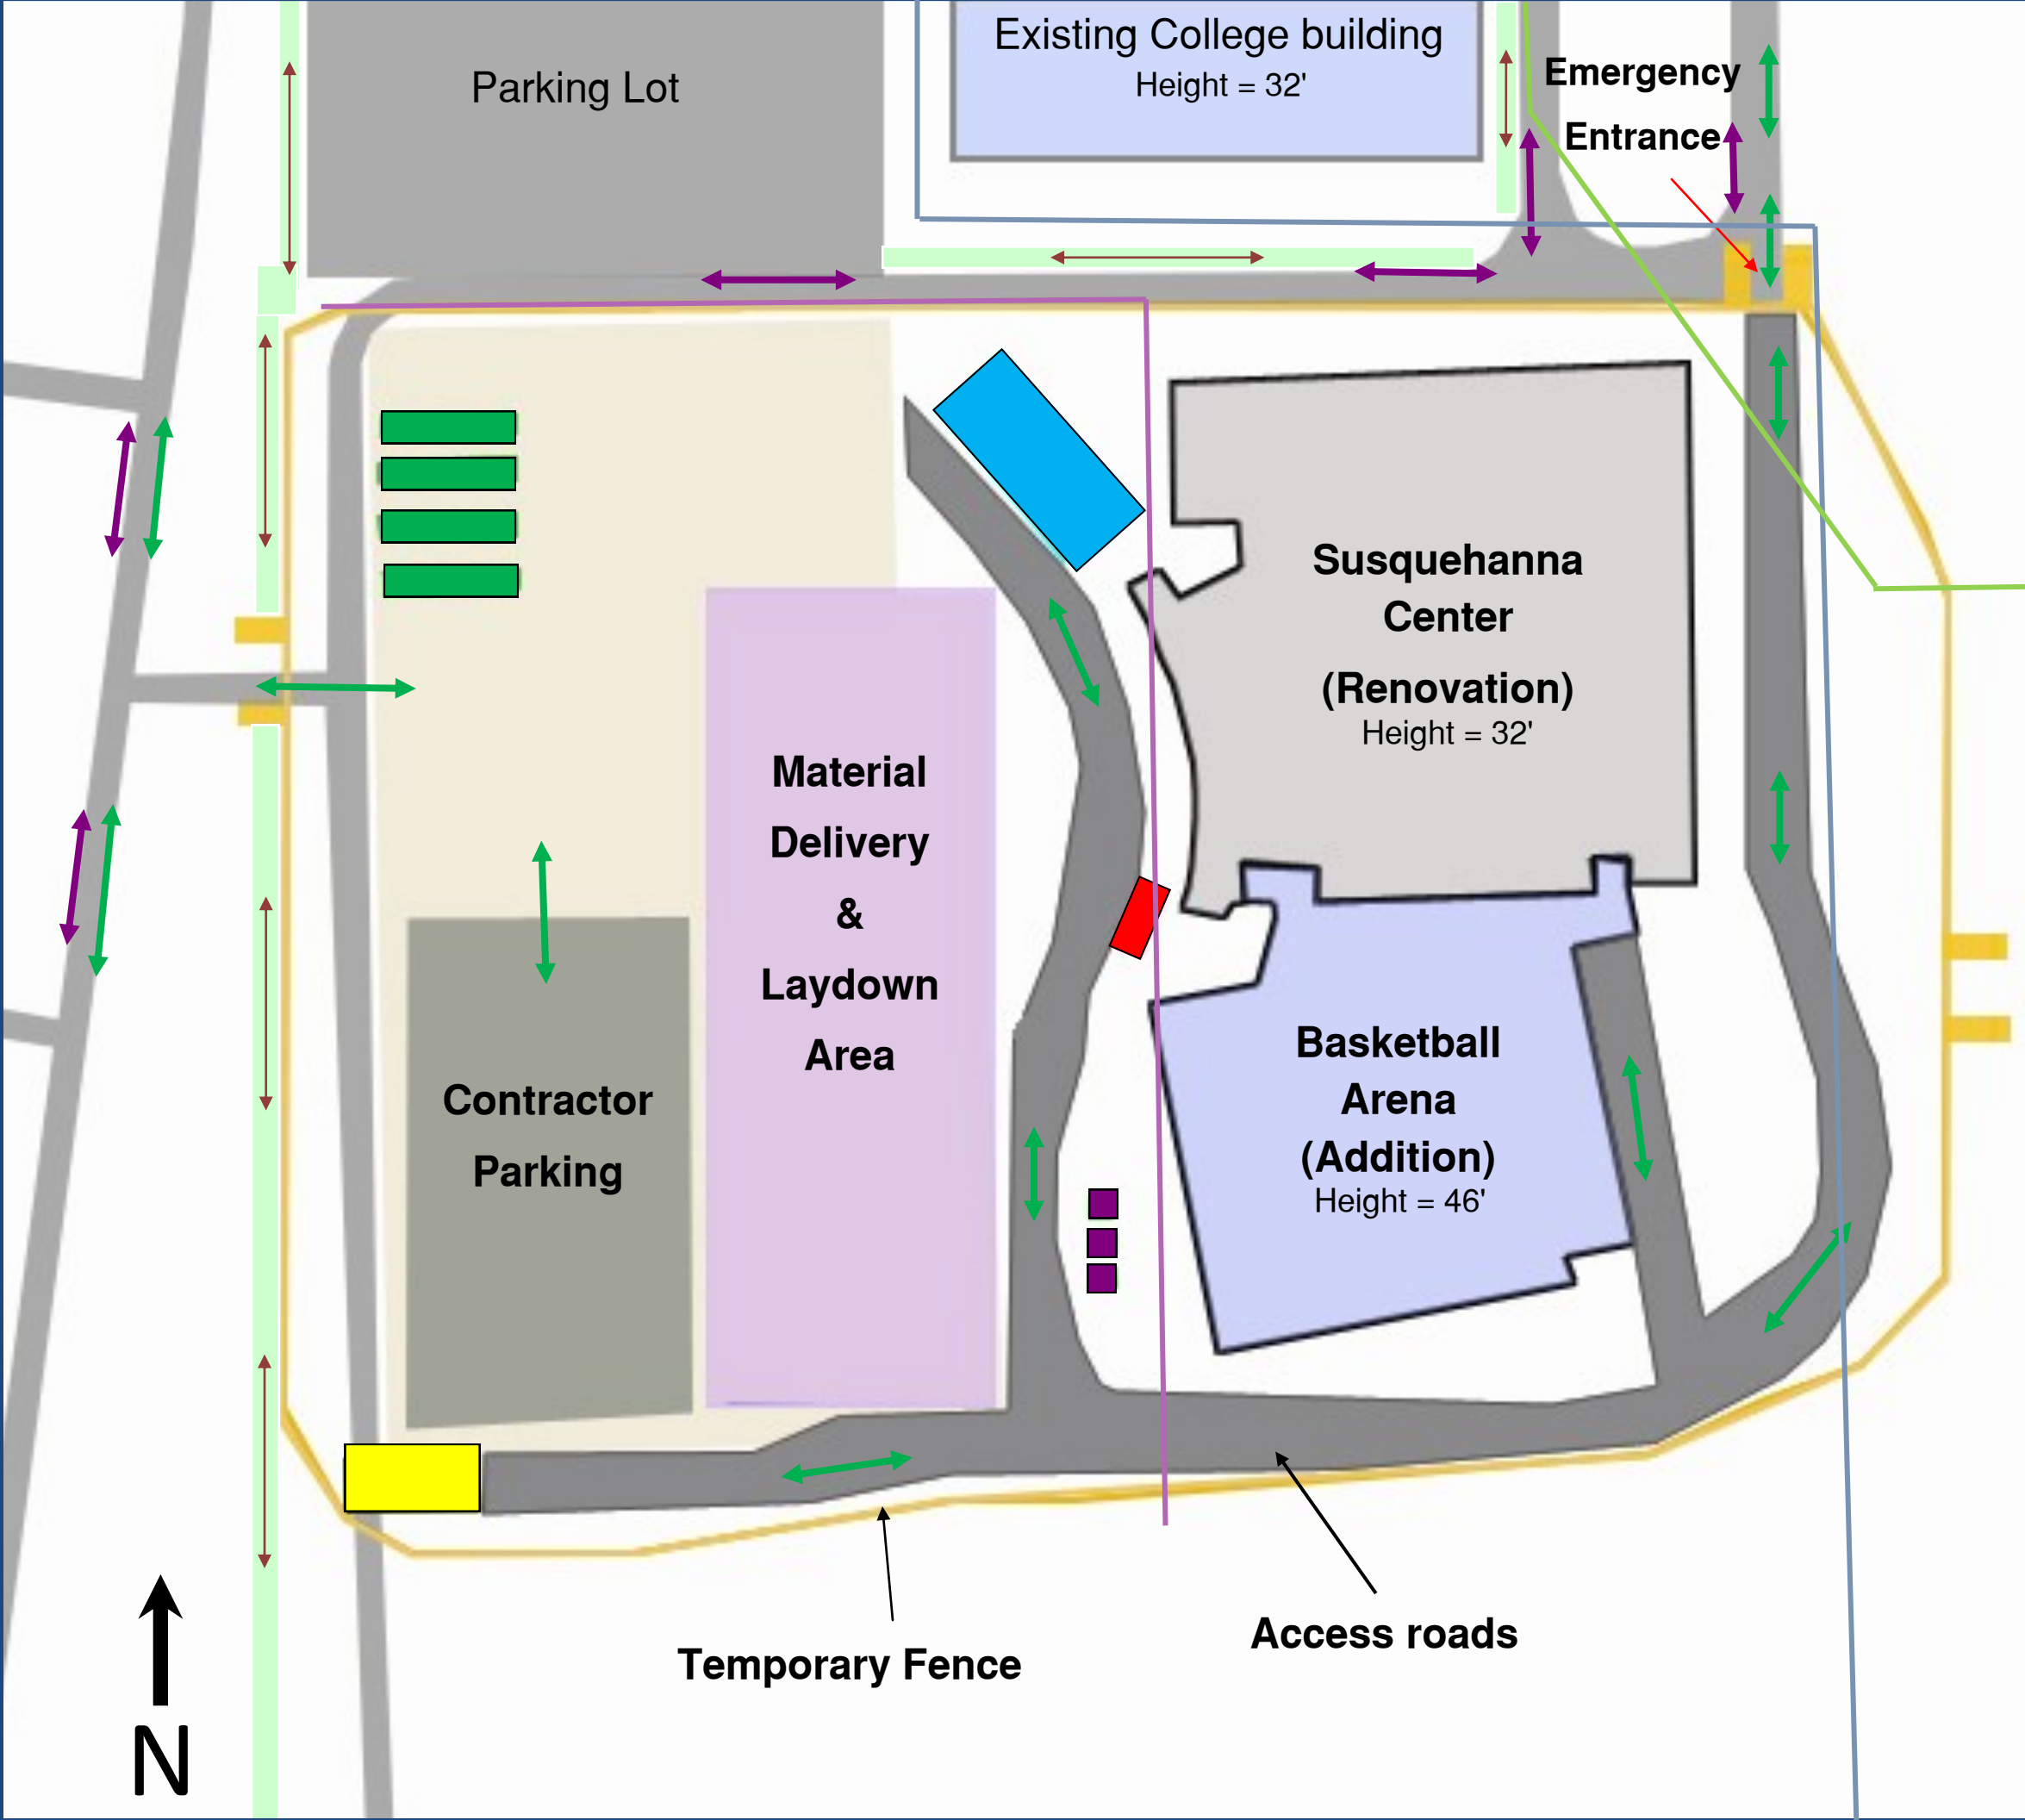 Existing College building
Height = 32'
Parking Lot
Emergency
Entrance
Susquehanna
Center
(Renovation)
Height = 32'
Material
Delivery
&
Laydown
Area
Contractor
Parking
Basketball
Arena
(Addition)
Height = 46'
Access roads
Temporary Fence
N